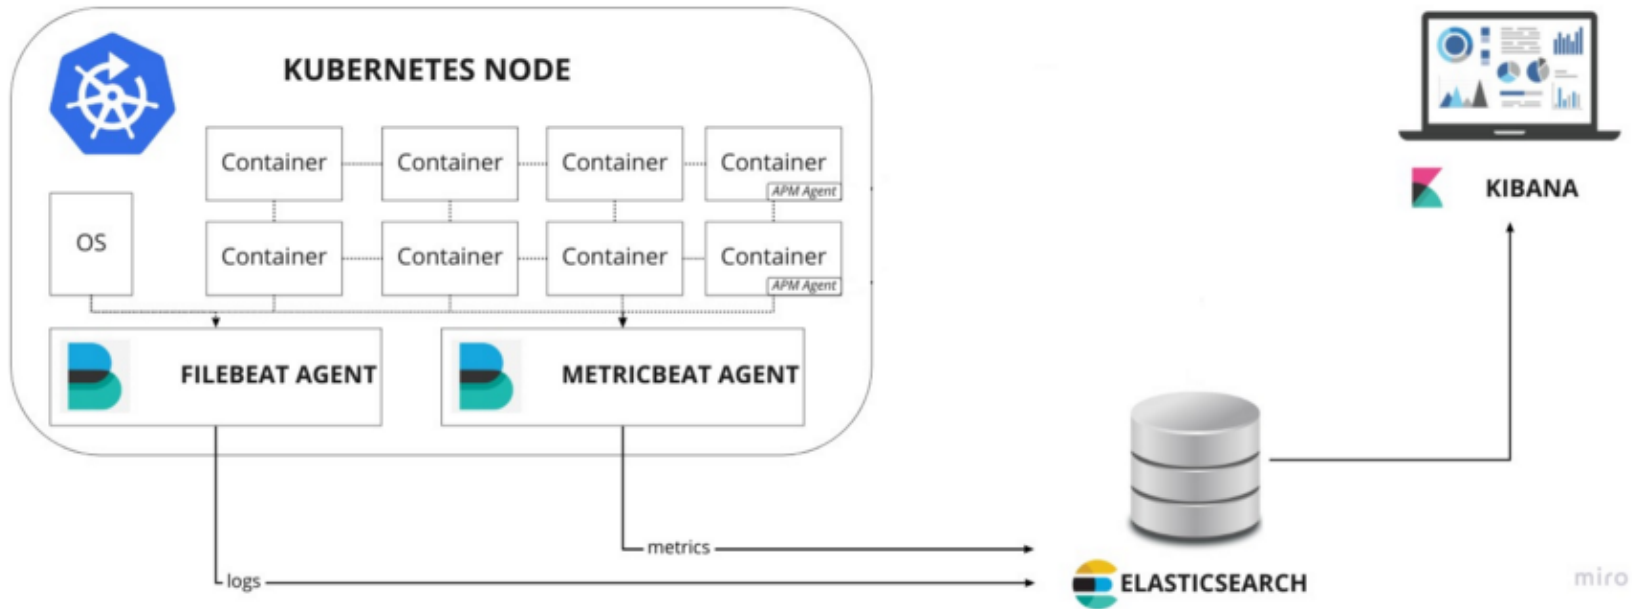 KUBERNETES NODE
Container
Container
Container
Container
APM Agent
OS
Container
Container
Container
Container
APM Agent
FILEBEAT AGENT
METRICBEAT AGENT
metrics
logs
ELASTICSEARCH
KIBANA
miro